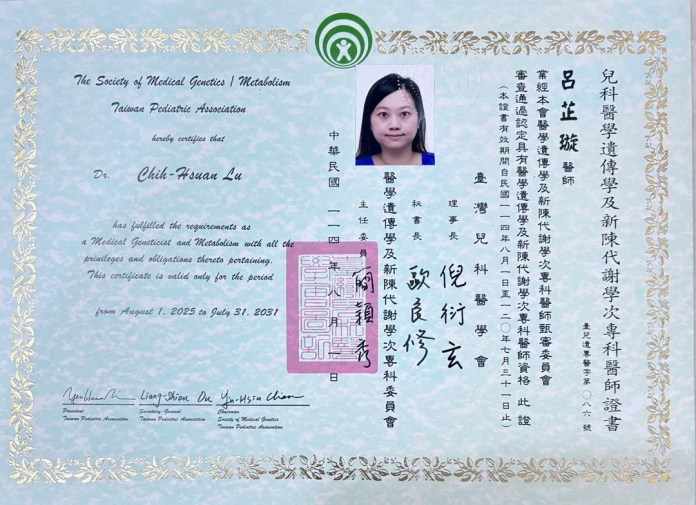 The Society of Medical Genetics / Metabolism
Taiwan Pediatric Association
hereby certifies that
Dr. Chih-Hsuan Lu
has fulfilled the requirements as
a Medical Geneticist and Metabolism with all the
privileges and obligations thereto pertaining.
This certificate is valid only for the period
from August 1, 2025 to July 31, 2031
Liang-Shiou Ou
Yu-Hsiu Chien
President
Taiwan Pediatric Association
Secretary-General
Taiwan Pediatric Association
Chairman
Society of Medical Genetics
Taiwan Pediatric Association
兒科醫學遺傳學及新陳代謝學次專科醫師證書
臺兒遺專醫字第〇八六號
呂芷璇 醫師
業經本會醫學遺傳學及新陳代謝學次專科醫師甄審委員會
審查通過認定具有醫學遺傳學及新陳代謝學次專科醫師資格 此證
(本證書有效期間自民國一一四年八月一日至一二〇年七月三十一日止)
臺灣兒科醫學會
理事長 倪衍玄
秘書長 歐良修
醫學遺傳學及新陳代謝學次專科委員會
主任委員 簡穎秀
中華民國 一一四年八月一日